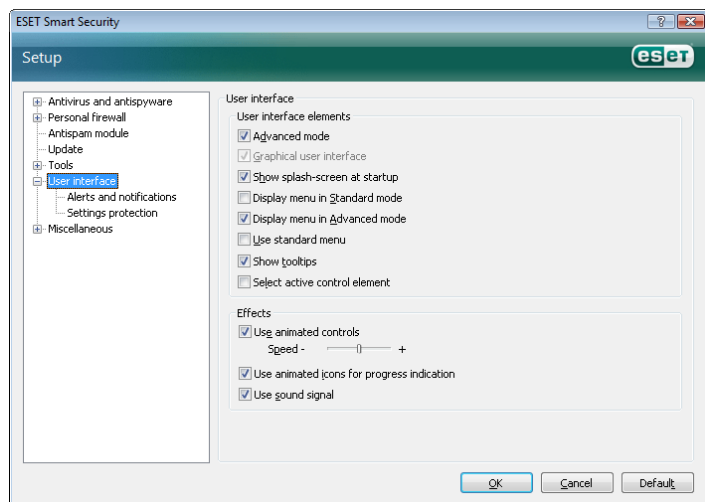 ESET Smart Security
Setup
eseT
Antivirus and antispyware
Personal firewall
Antispam module
Update
Tools
User interface
Alerts and notifications
Settings protection
Miscellaneous
User interface
User interface elements
Advanced mode
Graphical user interface
Show splash-screen at startup
Display menu in Standard mode
Display menu in Advanced mode
Use standard menu
Show tooltips
Select active control element
Effects
Use animated controls
Speed - +
Use animated icons for progress indication
Use sound signal
OK Cancel Default